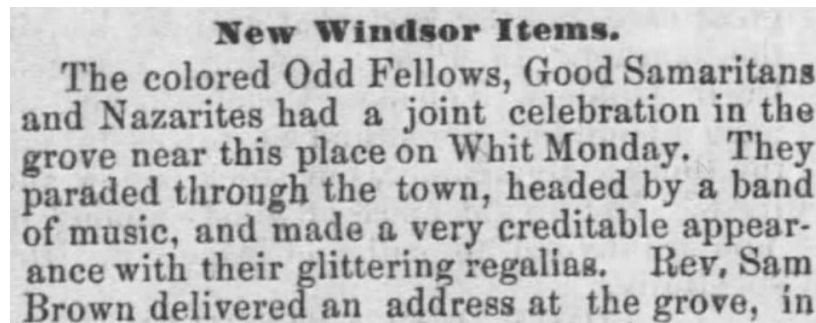 New Windsor Items.
The colored Odd Fellows, Good Samaritans
and Nazarites had a joint celebration in the
grove near this place on Whit Monday. They
paraded through the town, headed by a band
of music, and made a very creditable appear-
ance with their glittering regalias. Rev. Sam
Brown delivered an address at the grove, in